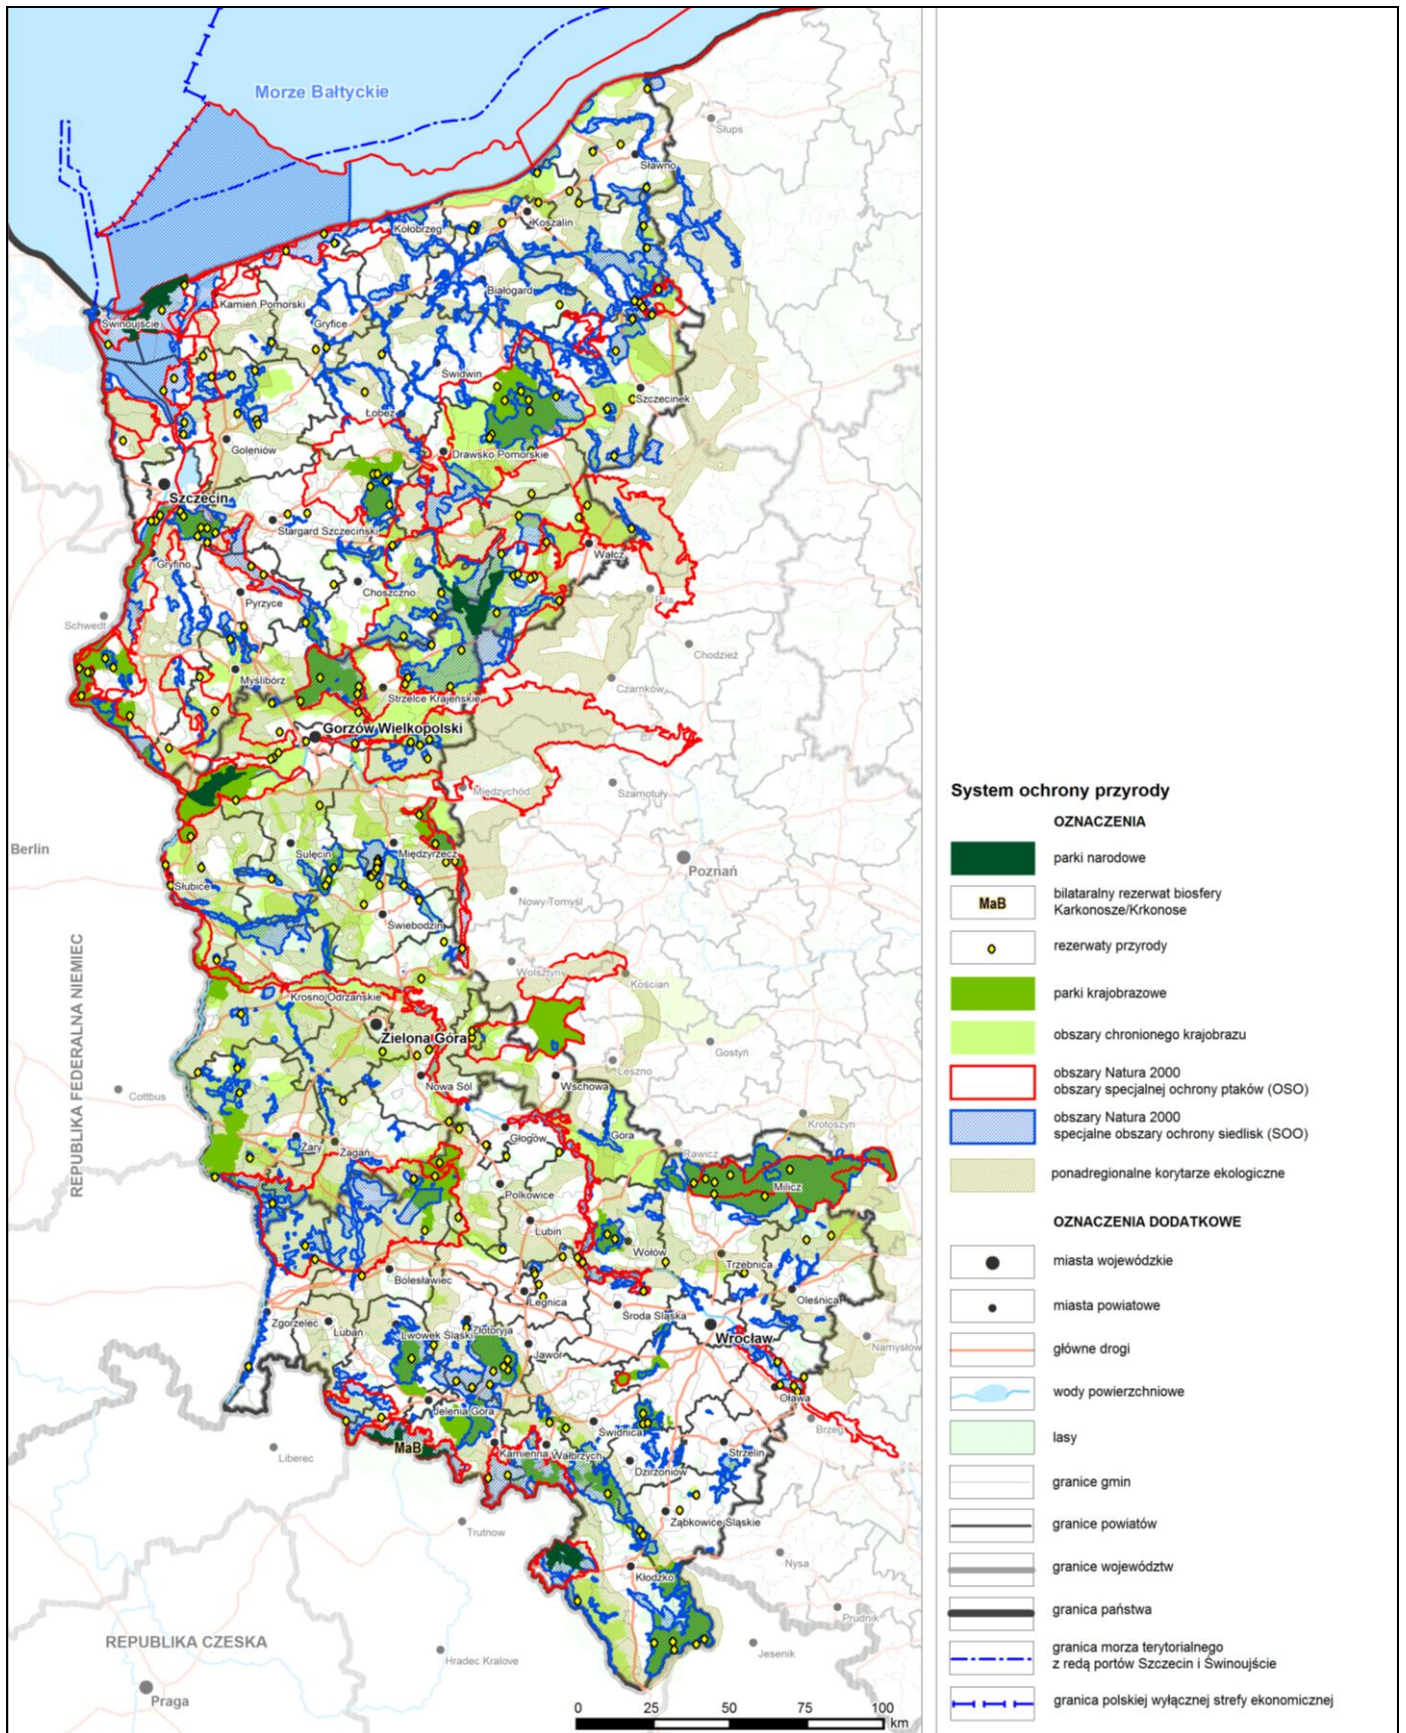 Morze Bałtyckie
Słups
Sławno
Koszalin
Kołobrzeg
Białogard
Kamień Pomorski
Gryfice
Świnoujście
Świdwin
Szczecinek
Łobez
Goleniów
Drawsko Pomorskie
Szczecin
Stargard Szczeciński
Wałcz
Gryfino
Choszczno
Piła
Pyrzyce
Schwedt
Chodzież
Myślibórz
Czarnków
Strzelce Krajeńskie
Gorzów Wielkopolski
Międzychód
Szamotuły
Berlin
Sulęcin
Międzyrzecz
Poznań
Słubice
Nowy Tomyśl
Świebodzin
REPUBLIKA FEDERALNA NIEMIEC
Wolsztyn
Kościan
Krosno Odrzańskie
Zielona Góra
Gostyń
Leszno
Nowa Sól
Wschowa
Cottbus
Krotoszyn
Głogów
Góra
Żary
Żagań
Rawicz
Milicz
Polkowice
Lubin
Wołów
Trzebnica
Bolesławiec
Oleśnica
Legnica
Środa Śląska
Zgorzelec
Lubań
Lwówek Śląski
Złotoryja
Wrocław
Jawor
Namysłów
Oława
Jelenia Góra
Brzeg
Świdnica
MaB
Kamienna
Wałbrzych
Strzelin
Liberec
Dzirżoniów
Trutnow
Ząbkowice Śląskie
Nysa
Kłodzko
Prudnik
REPUBLIKA CZESKA
Hradec Kralove
Jesenik
Praga
0 25 50 75 100
km
System ochrony przyrody
OZNACZENIA
parki narodowe
MaB
bilataralny rezerwat biosfery
Karkonosze/Krkonose
rezerwaty przyrody
parki krajobrazowe
obszary chronionego krajobrazu
obszary Natura 2000
obszary specjalnej ochrony ptaków (OSO)
obszary Natura 2000
specjalne obszary ochrony siedlisk (SOO)
ponadregionalne korytarze ekologiczne
OZNACZENIA DODATKOWE
miasta wojewódzkie
miasta powiatowe
główne drogi
wody powierzchniowe
lasy
granice gmin
granice powiatów
granice województw
granica państwa
granica morza terytorialnego
z redą portów Szczecin i Świnoujście
granica polskiej wyłącznej strefy ekonomicznej